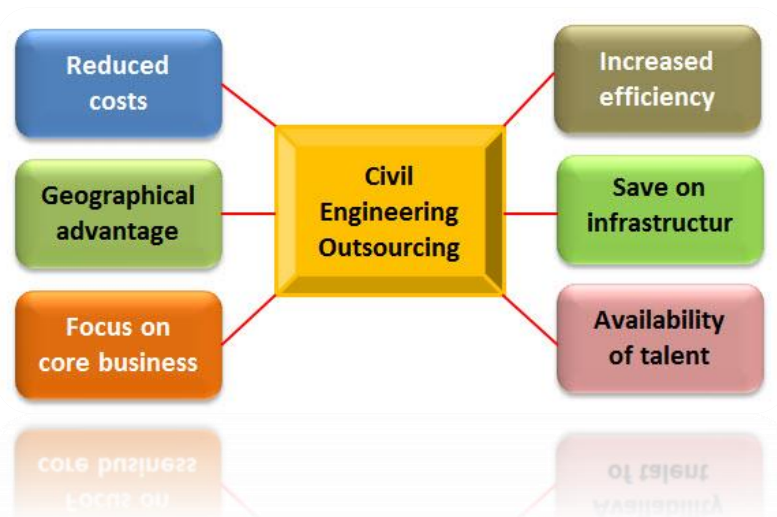 Reduced
costs
Increased
efficiency
Geographical
advantage
Civil
Engineering
Outsourcing
Save on
infrastructur
Focus on
core business
Availability
of talent